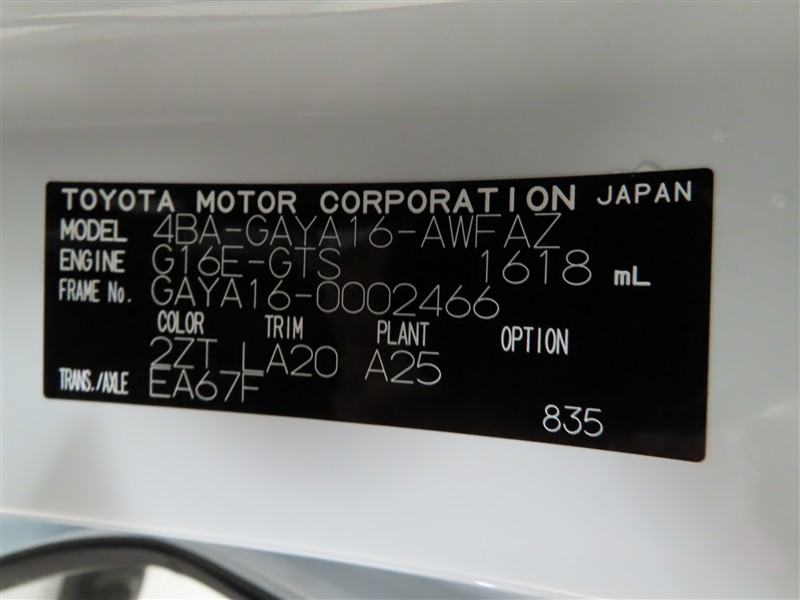 TOYOTA MOTOR CORPORATION JAPAN
MODEL 4BA-GAYA16-AWFAZ
ENGINE G16E-GTS 1618 mL
FRAME No. GAYA16-0002466
COLOR TRIM PLANT OPTION
2ZT LA20 A25
TRANS./AXLE EA67F
835